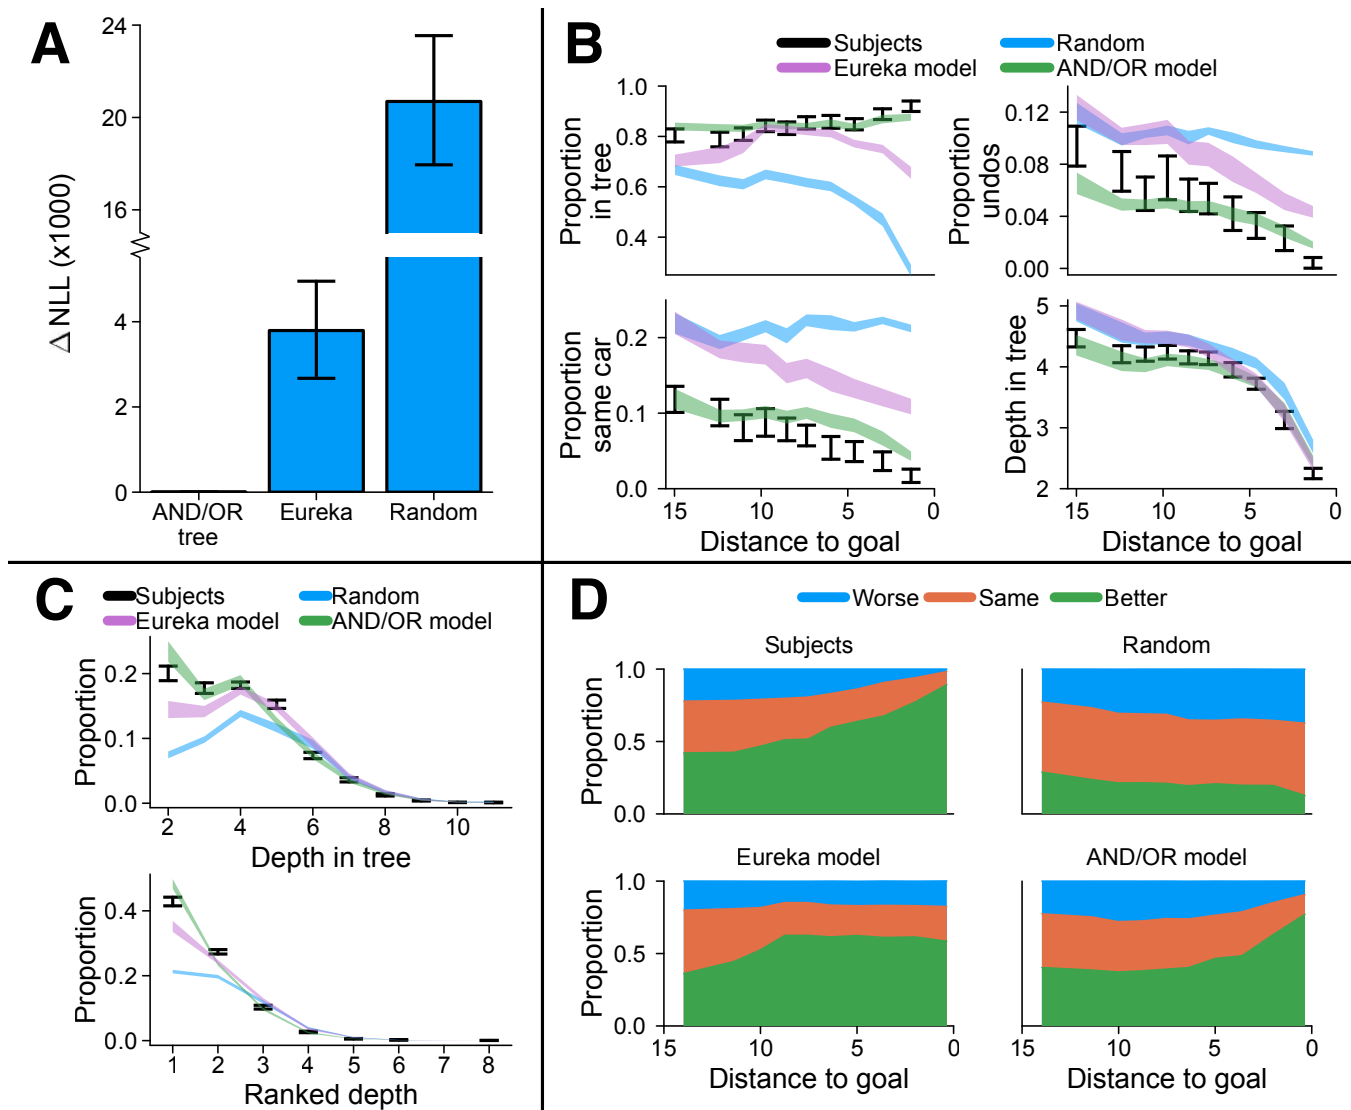 A
24
20
16
4
2
0
Δ NLL (x1000)
AND/OR tree
Eureka
Random
B
Subjects
Random
Eureka model
AND/OR model
Proportion in tree
1.0
0.8
0.6
0.4
Proportion undos
0.12
0.08
0.04
0.00
Proportion same car
0.2
0.1
0.0
15 10 5 0
Distance to goal
Depth in tree
5
4
3
2
15 10 5 0
Distance to goal
C
Subjects
Random
Eureka model
AND/OR model
Proportion
0.2
0.1
0.0
2 4 6 8 10
Depth in tree
Proportion
0.4
0.2
0.0
1 2 3 4 5 6 7 8
Ranked depth
D
Worse Same Better
Subjects
Random
Proportion
1.0
0.5
0.0
Eureka model
AND/OR model
Proportion
1.0
0.5
0.0
15 10 5 0
Distance to goal
15 10 5 0
Distance to goal